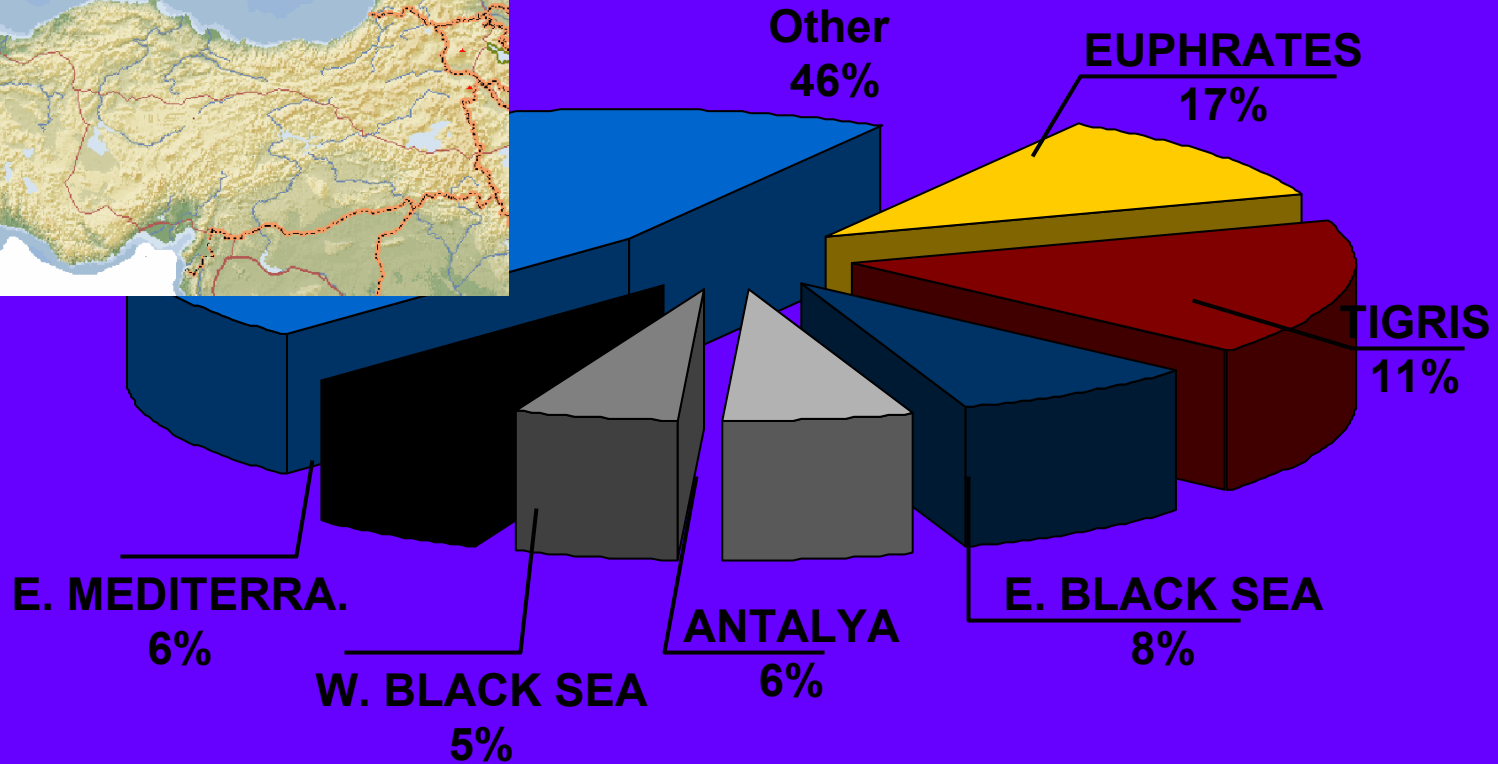 Other
46%
EUPHRATES
17%
TIGRIS
11%
E. BLACK SEA
8%
ANTALYA
6%
W. BLACK SEA
5%
E. MEDITERRA.
6%